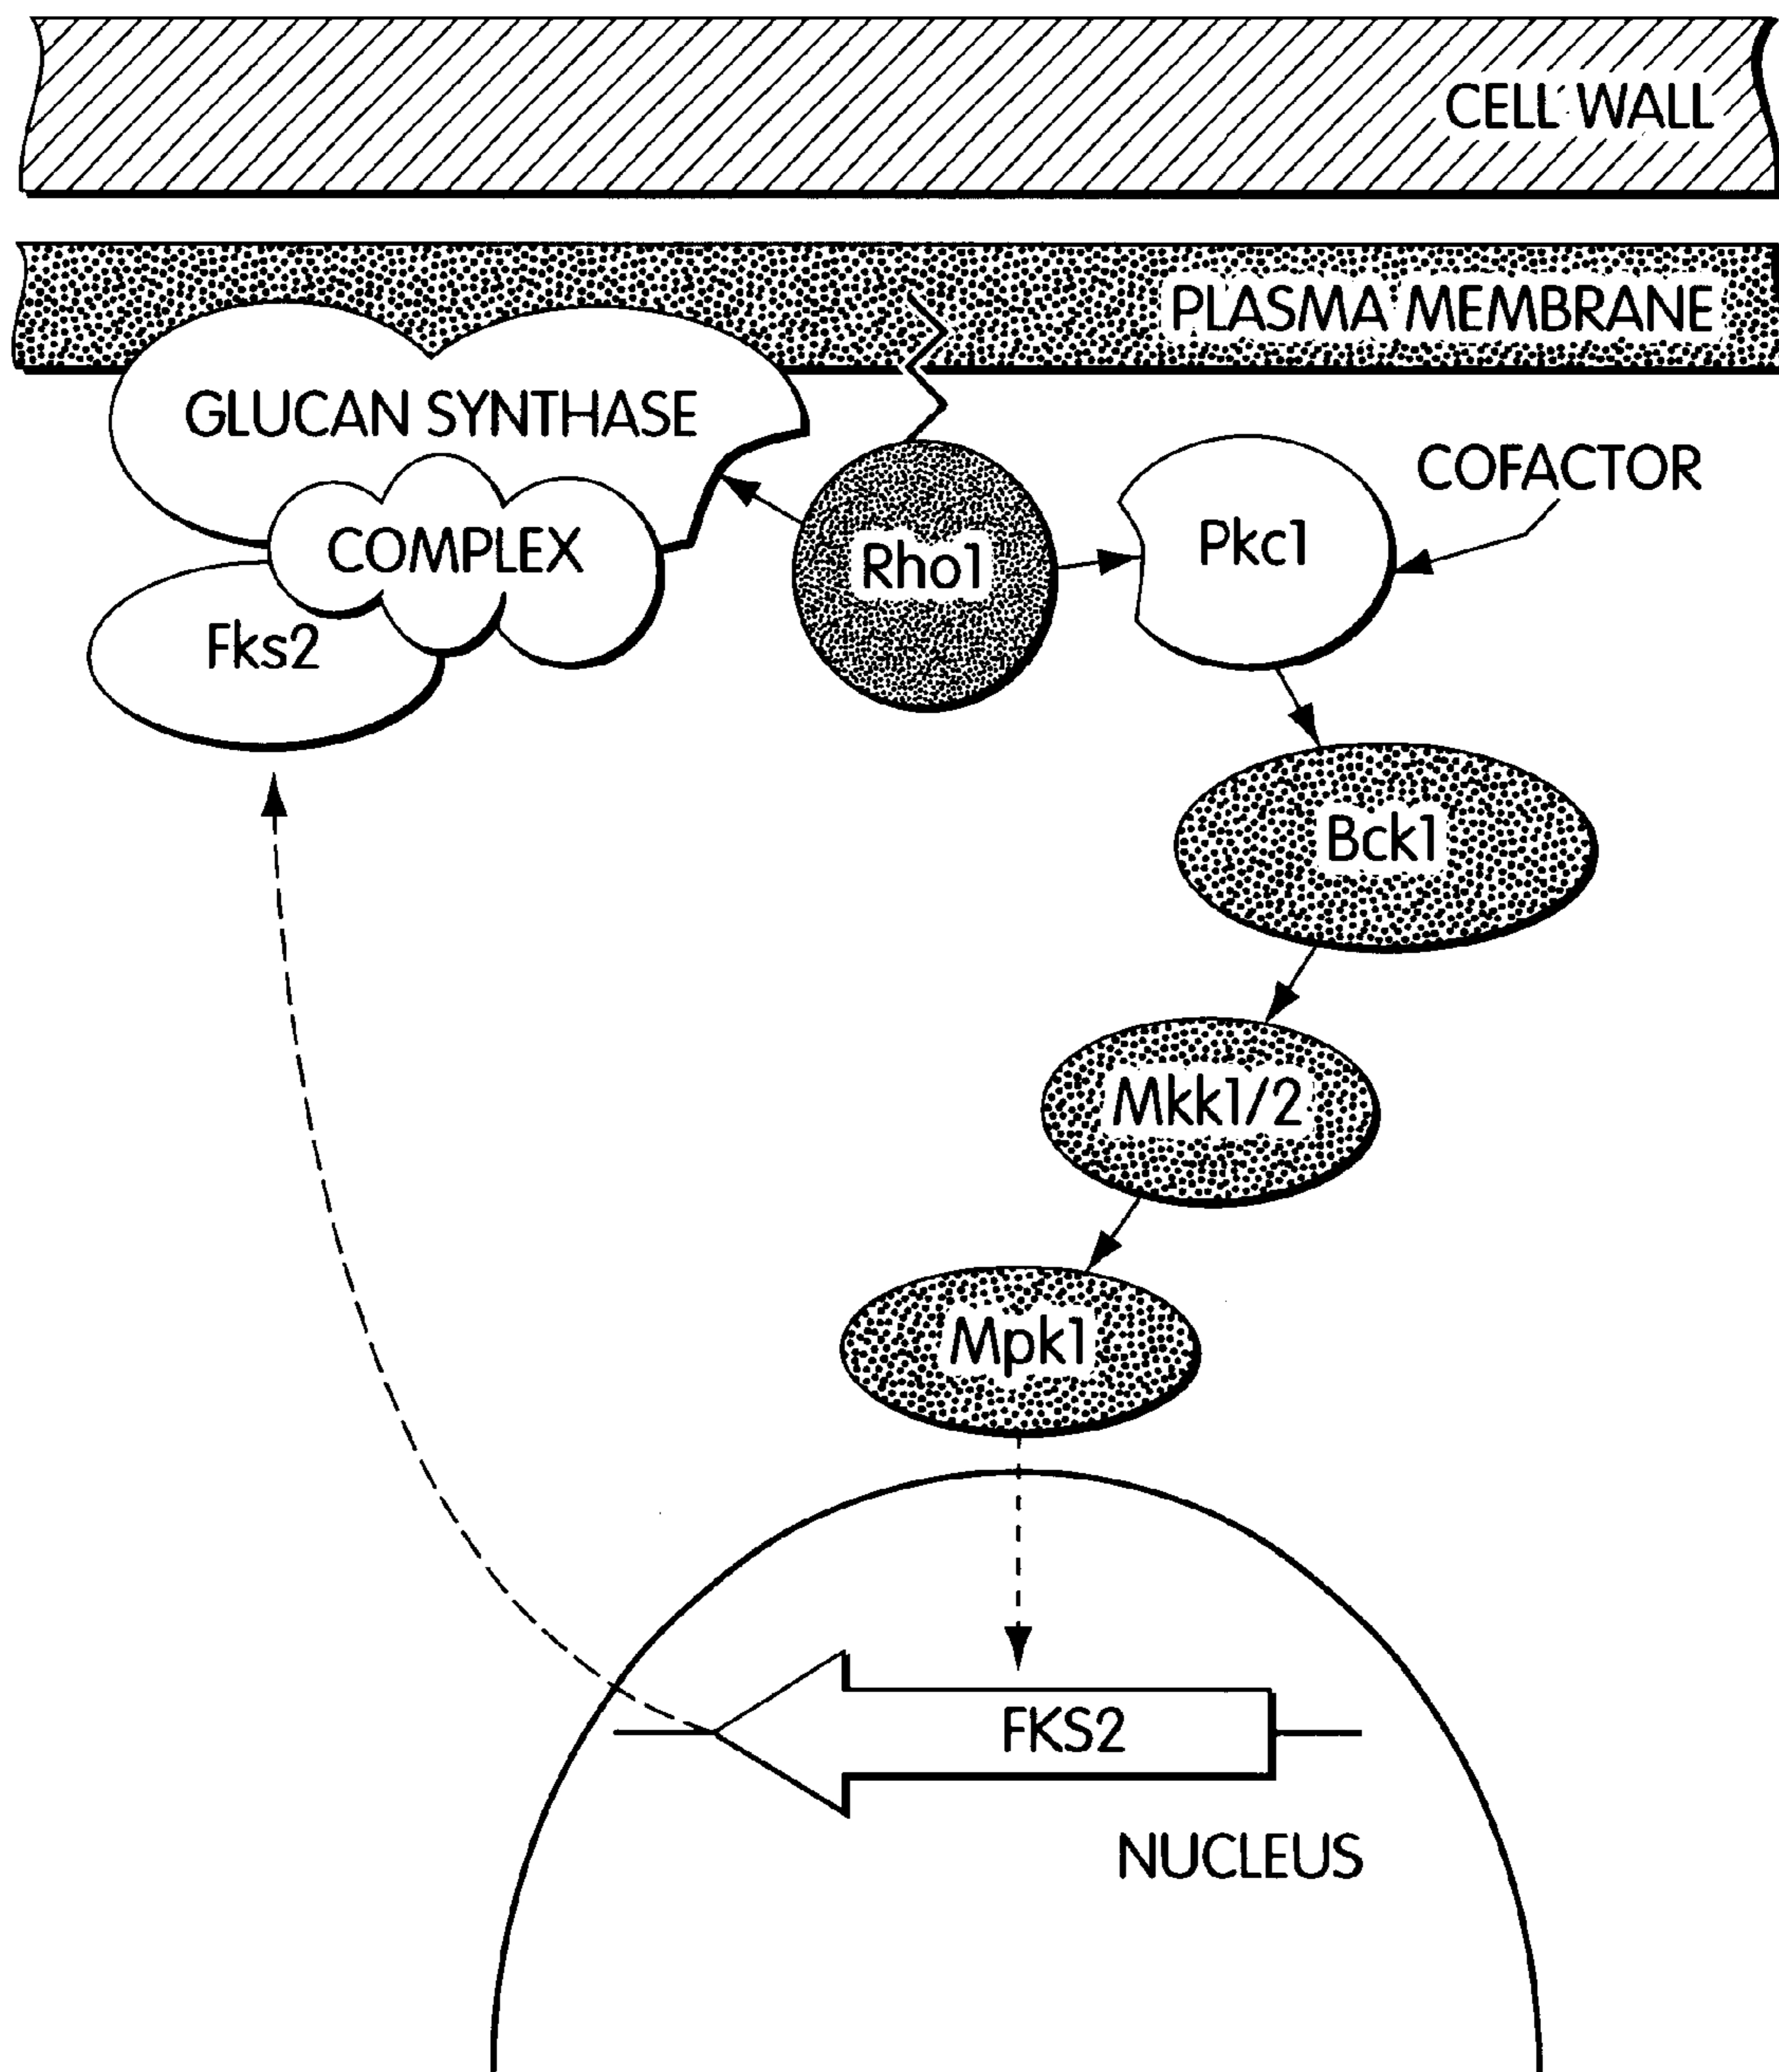 CELL WALL
PLASMA MEMBRANE
GLUCAN SYNTHASE
COMPLEX
Fks2
Rho1
Pkc1
COFACTOR
Bck1
Mkk1/2
Mpk1
FKS2
NUCLEUS